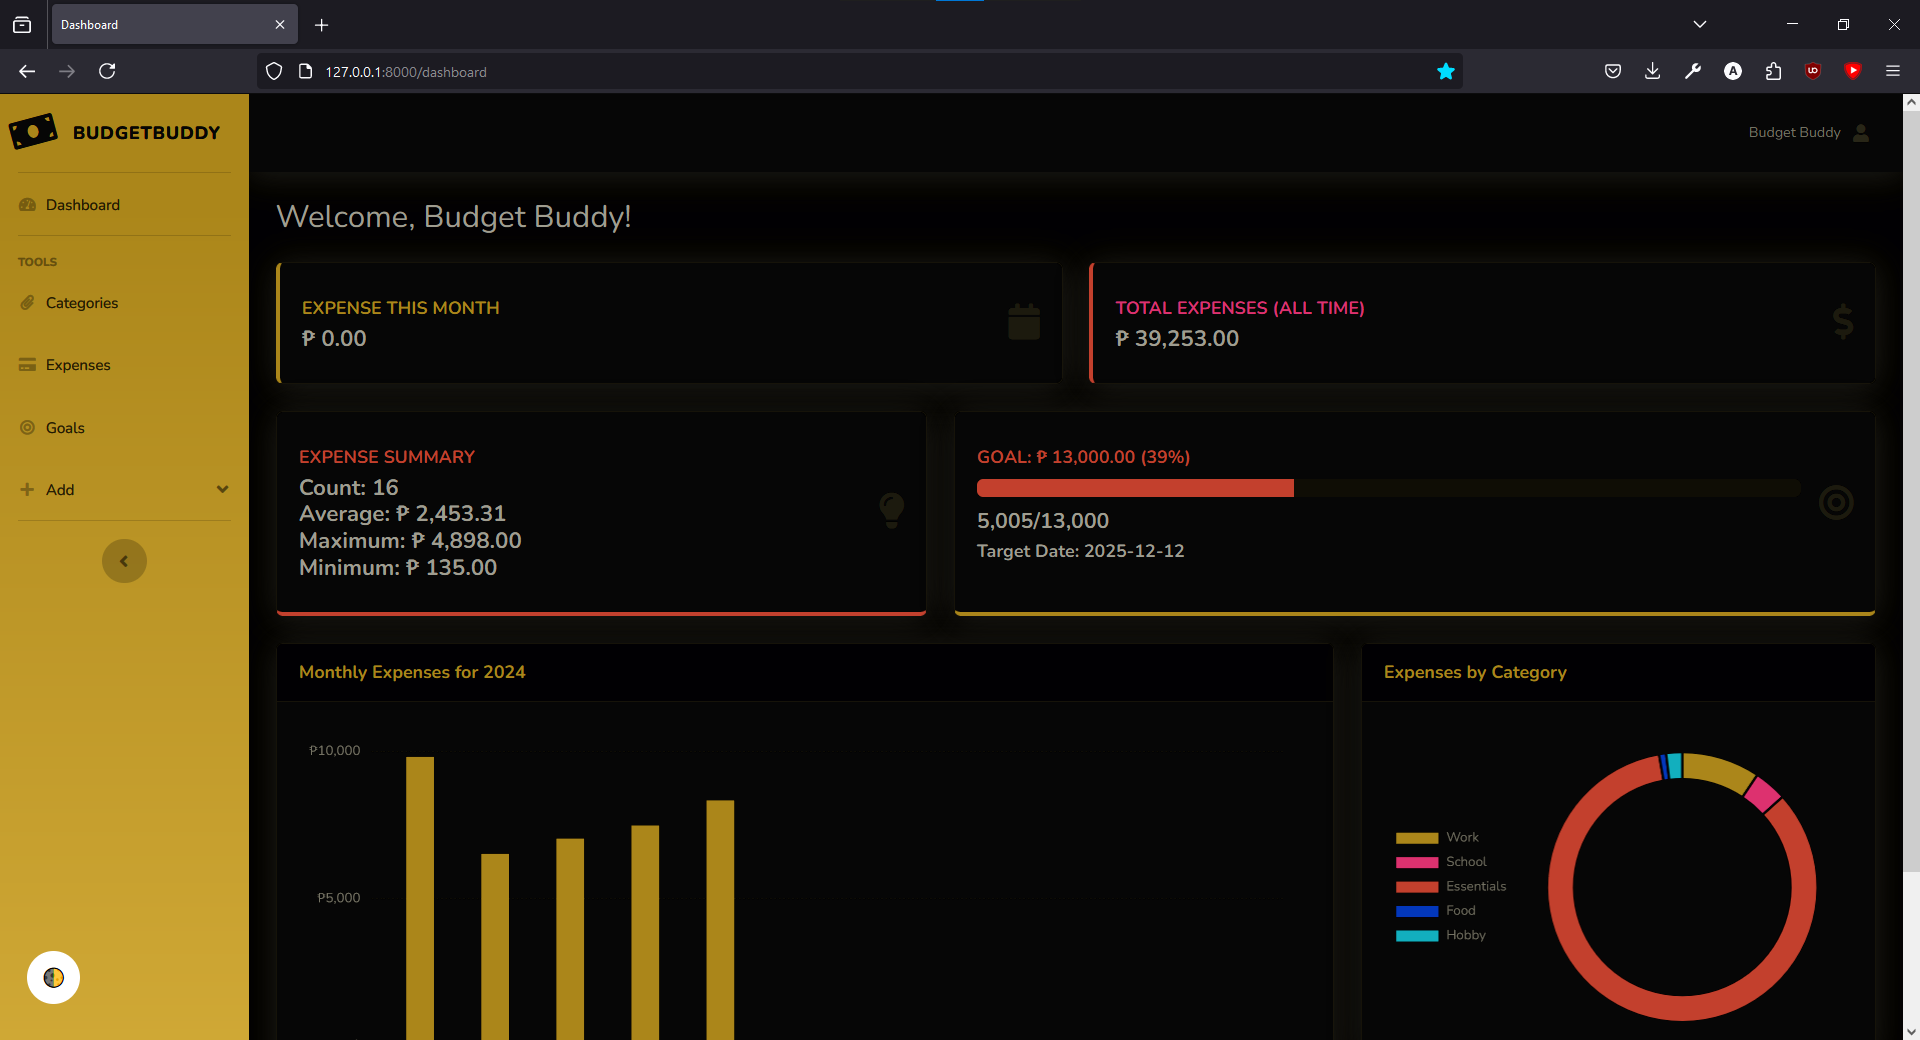 Dashboard
127.0.0.1:8000/dashboard
BUDGETBUDDY
Budget Buddy
Dashboard
TOOLS
Categories
Expenses
Goals
Add
Welcome, Budget Buddy!
EXPENSE THIS MONTH
₱ 0.00
TOTAL EXPENSES (ALL TIME)
₱ 39,253.00
EXPENSE SUMMARY
Count: 16
Average: ₱ 2,453.31
Maximum: ₱ 4,898.00
Minimum: ₱ 135.00
GOAL: ₱ 13,000.00 (39%)
5,005/13,000
Target Date: 2025-12-12
Monthly Expenses for 2024
₱10,000
₱5,000
Expenses by Category
Work
School
Essentials
Food
Hobby